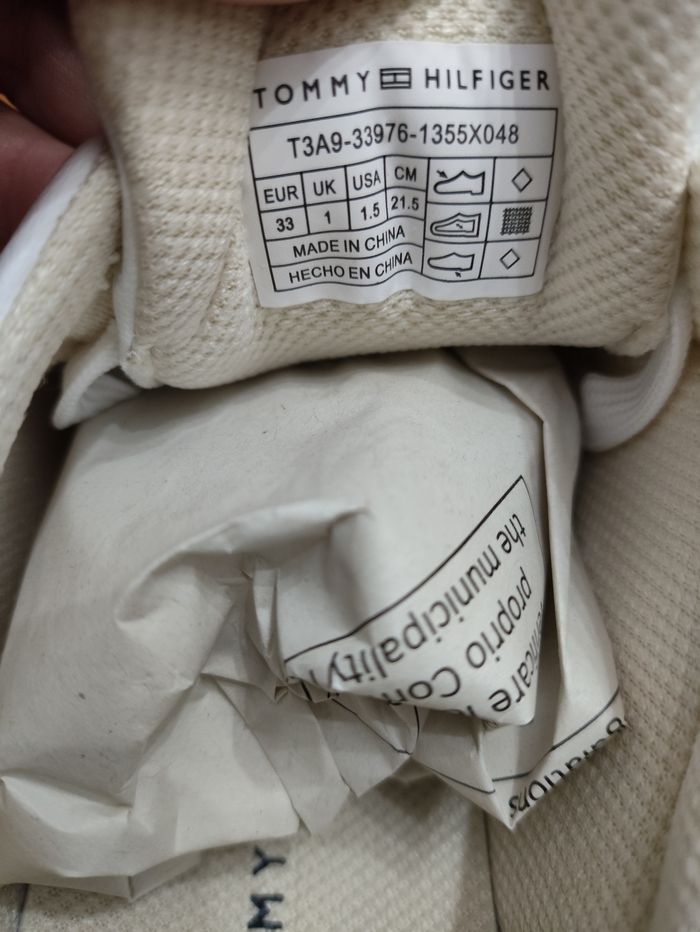 TOMMY HILFIGER
T3A9-33976-1355X048
EUR UK USA CM
33 1 1.5 21.5
MADE IN CHINA
HECHO EN CHINA
the municipality
proprio
MY